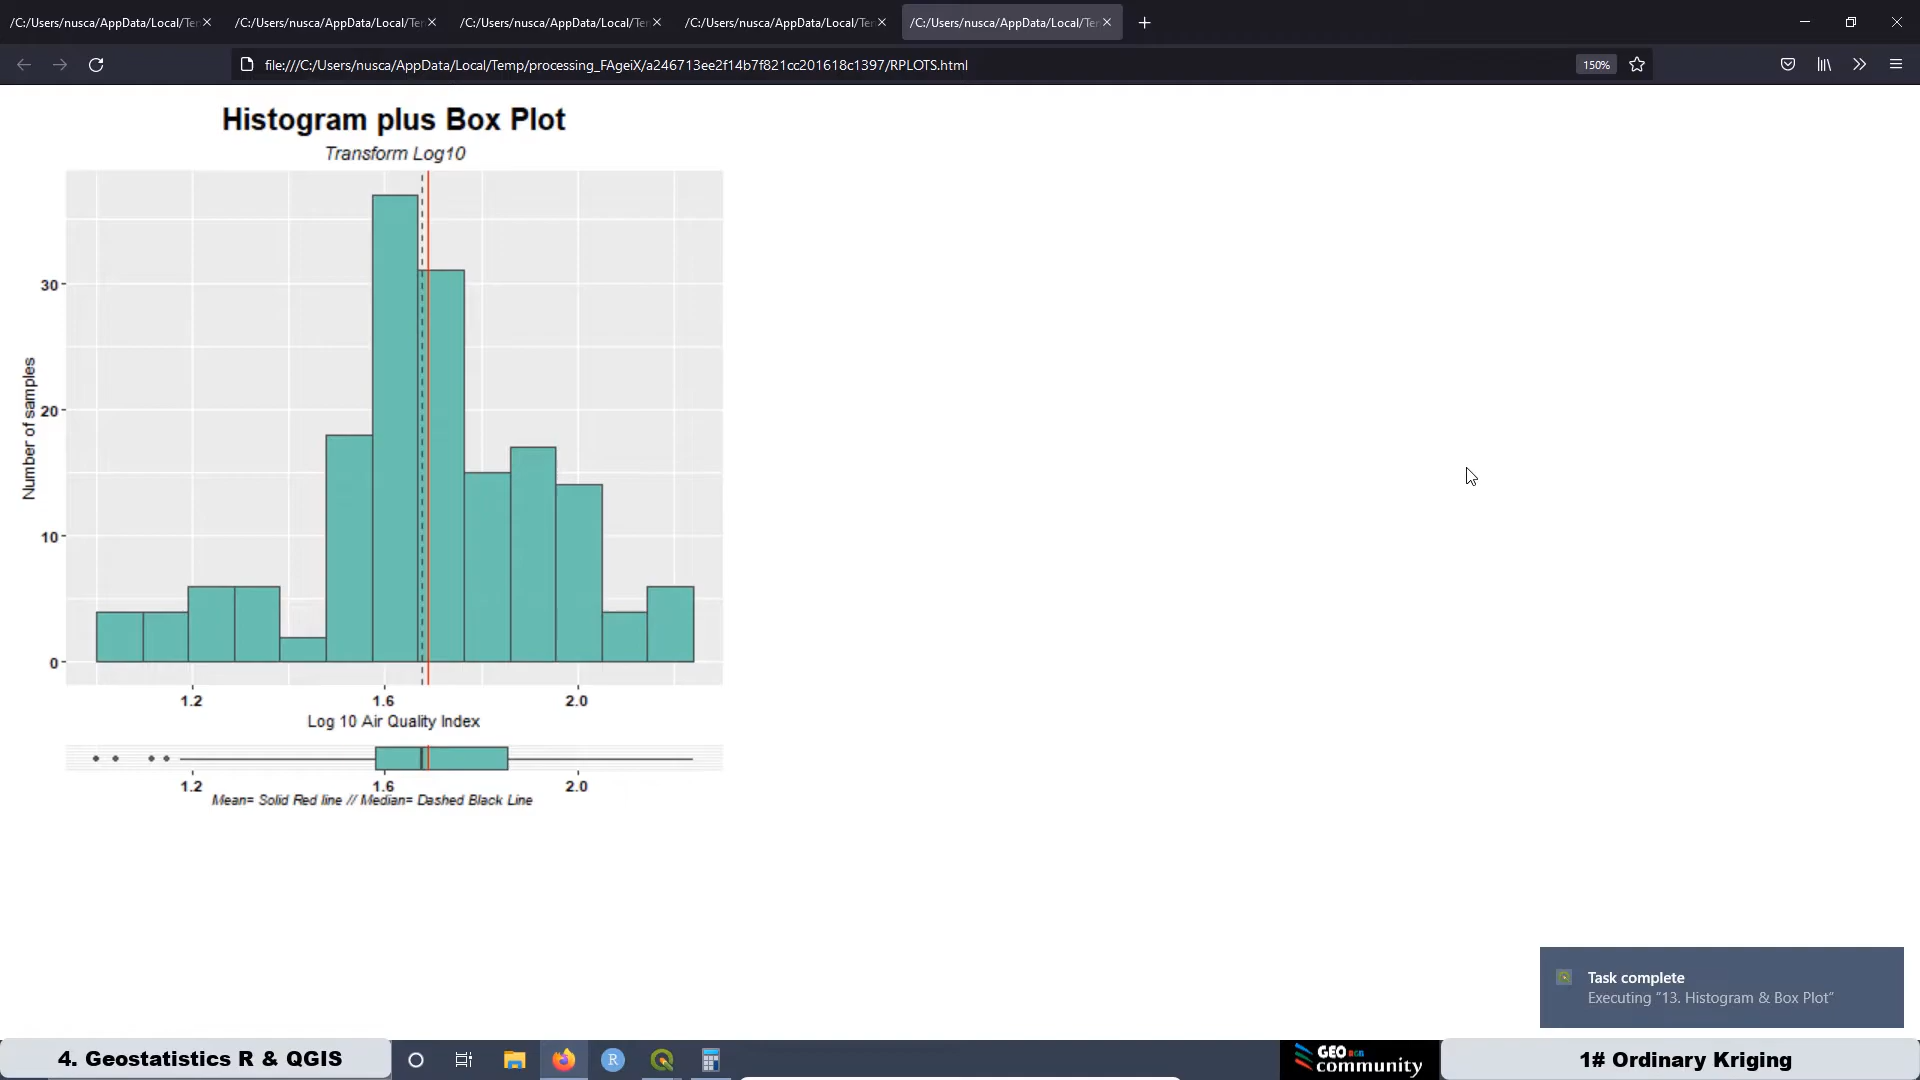 /C:/Users/nusca/AppData/Local/Te
/C:/Users/nusca/AppData/Local/Te
/C:/Users/nusca/AppData/Local/Te
/C:/Users/nusca/AppData/Local/Te
/C:/Users/nusca/AppData/Local/Te
file:///C:/Users/nusca/AppData/Local/Temp/processing_FAgeiX/a246713ee2f14b7f821cc201618c1397/RPLOTS.html
150%
Histogram plus Box Plot
Transform Log10
Number of samples
30
20
10
0
1.2 1.6 2.0
Log 10 Air Quality Index
1.2 1.6 2.0
Mean= Solid Red line // Median= Dashed Black Line
Task complete
Executing “13. Histogram & Box Plot”
4. Geostatistics R & QGIS
R
GEO
community
1# Ordinary Kriging